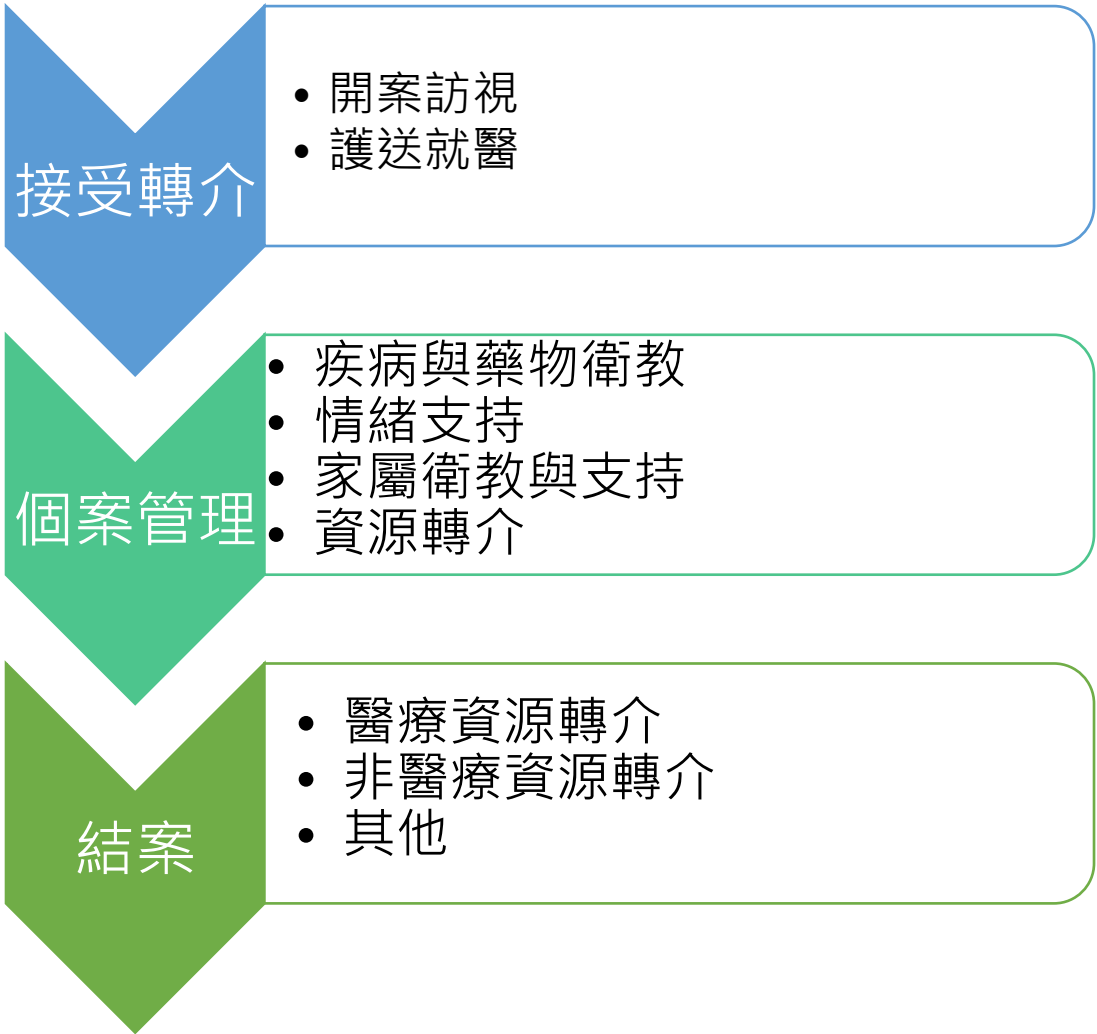 接受轉介
• 開案訪視
• 護送就醫
個案管理
• 疾病與藥物衛教
• 情緒支持
• 家屬衛教與支持
• 資源轉介
結案
• 醫療資源轉介
• 非醫療資源轉介
• 其他